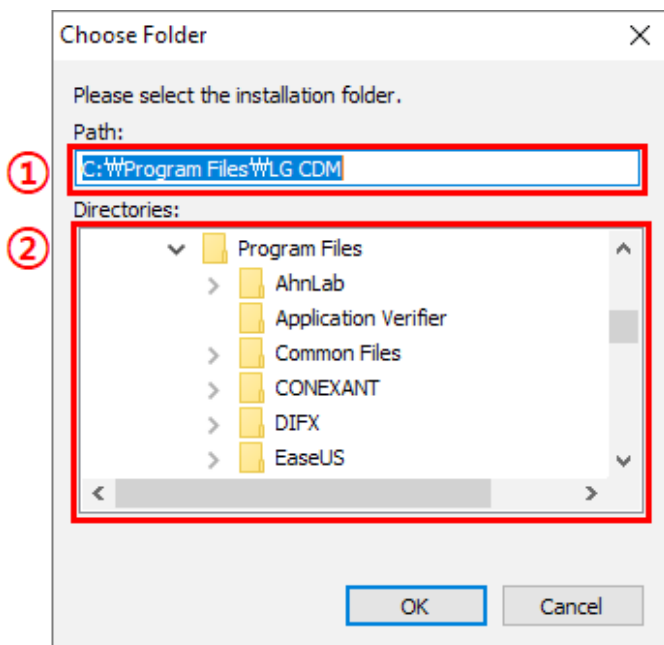 Choose Folder
Please select the installation folder.
Path:
① C:₩Program Files₩LG CDM
Directories:
② Program Files
AhnLab
Application Verifier
Common Files
CONEXANT
DIFX
EaseUS
OK Cancel